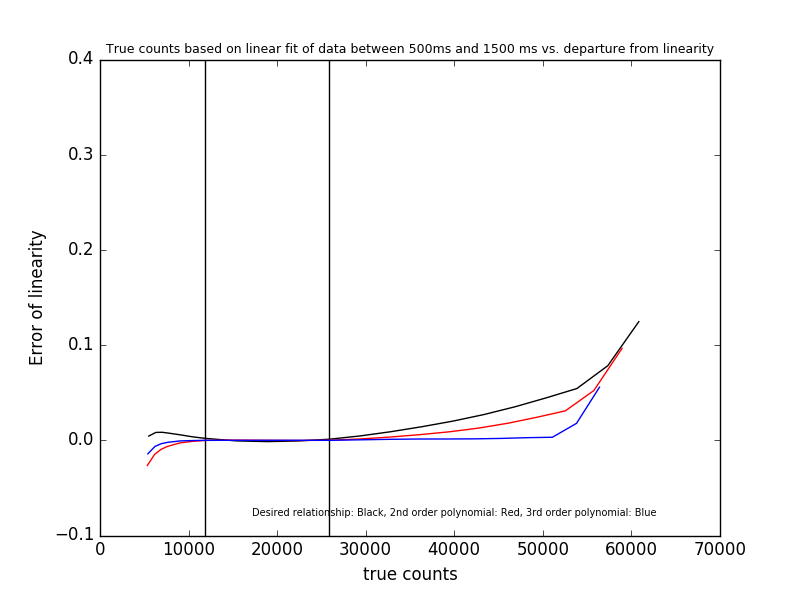 True counts based on linear fit of data between 500ms and 1500 ms vs. departure from linearity
0.4
0.3
0.2
0.1
0.0
−0.1
Error of linearity
Desired relationship: Black, 2nd order polynomial: Red, 3rd order polynomial: Blue
0 10000 20000 30000 40000 50000 60000 70000
true counts